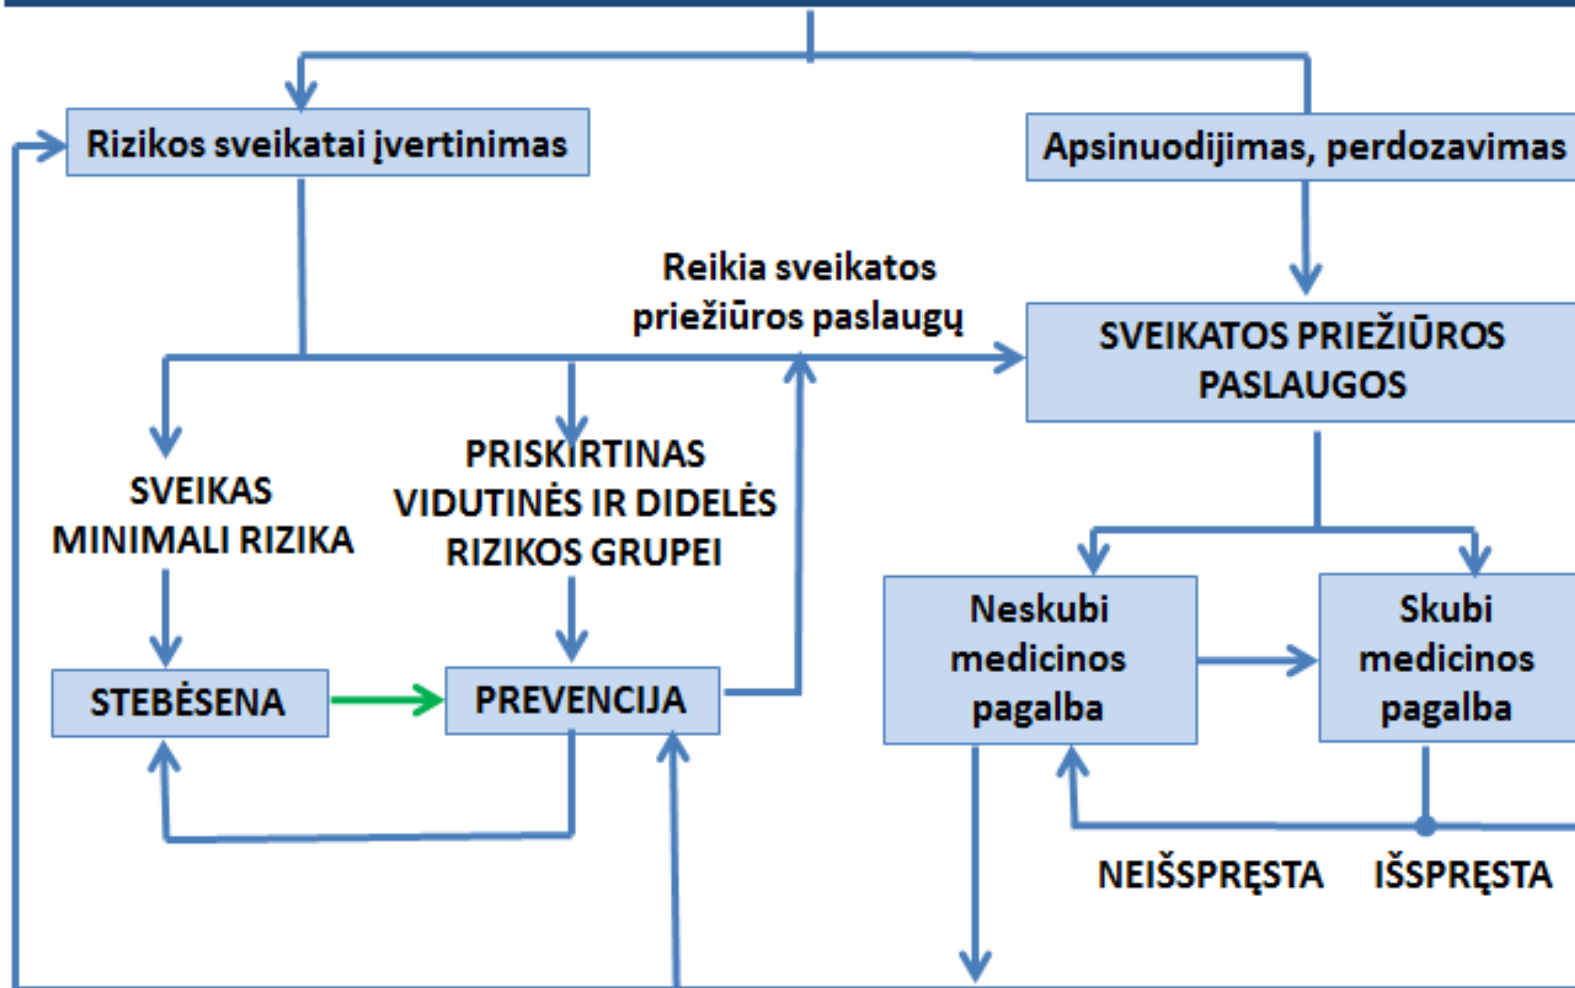 Rizikos sveikatai įvertinimas
Apsinuodijimas, perdozavimas
Reikia sveikatos
priežiūros paslaugų
SVEIKATOS PRIEŽIŪROS
PASLAUGOS
SVEIKAS
MINIMALI RIZIKA
PRISKIRTINAS
VIDUTINĖS IR DIDELĖS
RIZIKOS GRUPEI
STEBĖSENA
PREVENCIJA
Neskubi
medicinos
pagalba
Skubi
medicinos
pagalba
NEIŠSPRĘSTA
IŠSPRĘSTA